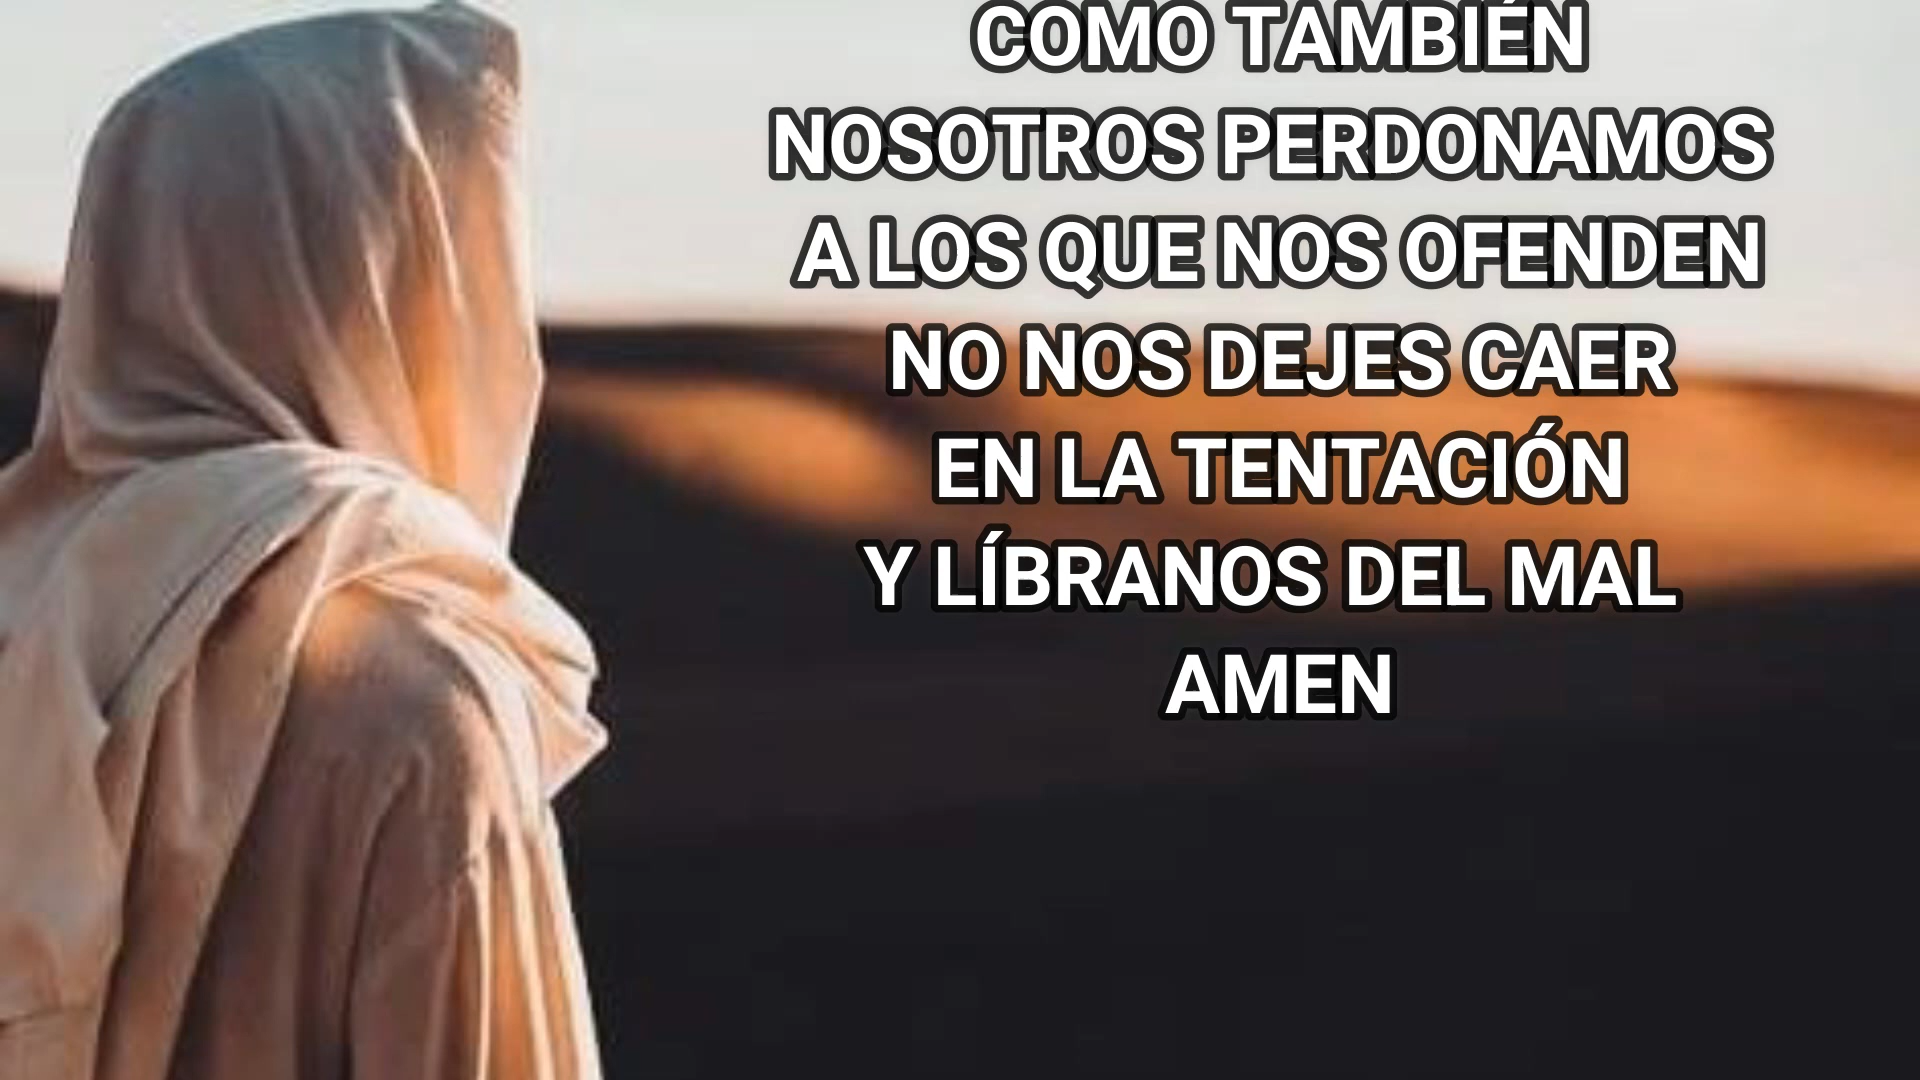 COMO TAMBIÉN
NOSOTROS PERDONAMOS
A LOS QUE NOS OFENDEN
NO NOS DEJES CAER
EN LA TENTACIÓN
Y LÍBRANOS DEL MAL
AMEN